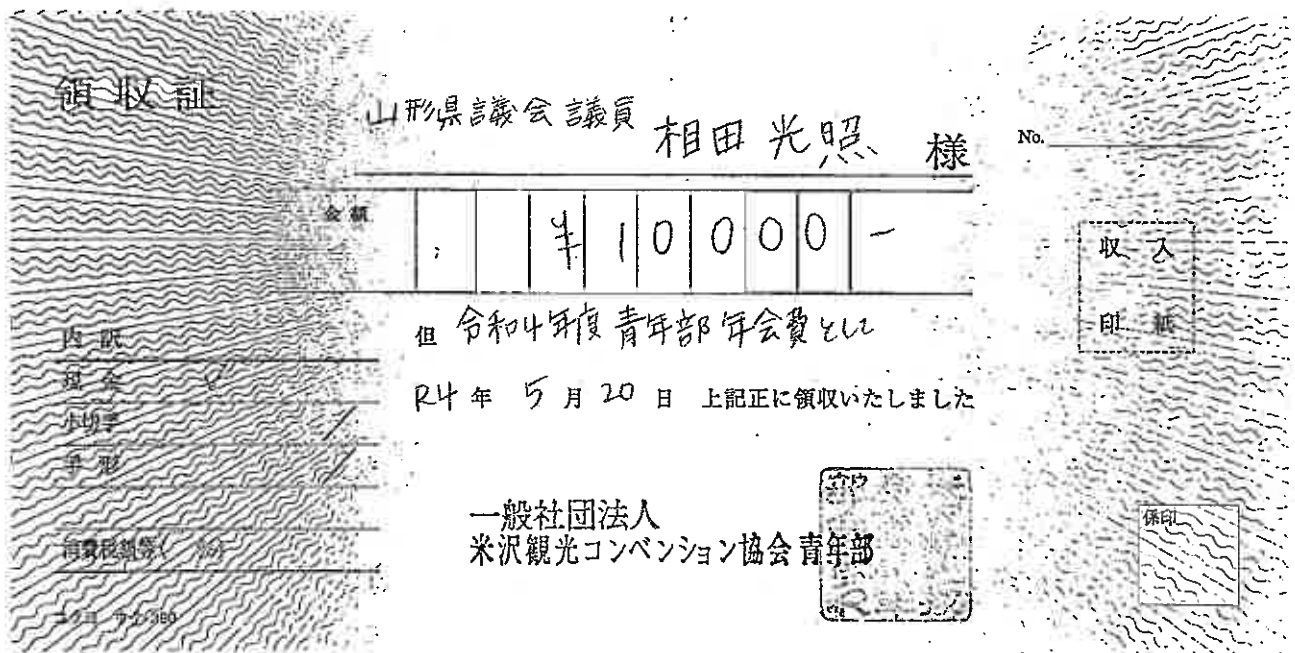 領収証
山形県議会議員 相田光照 様
No.
金額
¥10000-
但 令和4年度 青年部 年会費として
R4年 5月20日 上記正に領収いたしました
収入
印紙
内訳
現金
小切手
手形
消費税額等( %)
一般社団法人
米沢観光コンベンション協会 青年部
係印